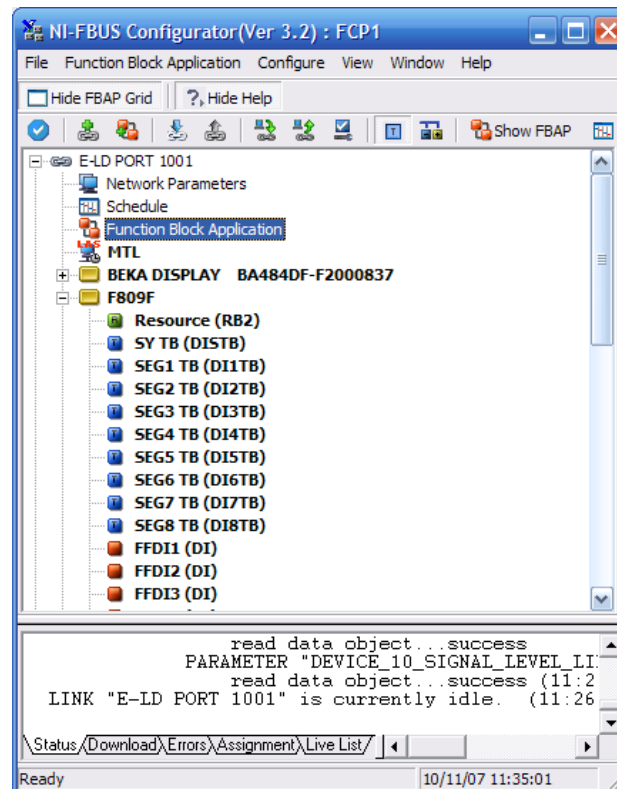 NI-FBUS Configurator(Ver 3.2) : FCP1
File Function Block Application Configure View Window Help
Hide FBAP Grid ?, Hide Help
T Show FBAP
E-LD PORT 1001
Network Parameters
Schedule
Function Block Application
LAS
MTL
BEKA DISPLAY BA484DF-F2000837
F809F
Resource (RB2)
SY TB (DISTB)
SEG1 TB (DI1TB)
SEG2 TB (DI2TB)
SEG3 TB (DI3TB)
SEG4 TB (DI4TB)
SEG5 TB (DI5TB)
SEG6 TB (DI6TB)
SEG7 TB (DI7TB)
SEG8 TB (DI8TB)
FFDI1 (DI)
FFDI2 (DI)
FFDI3 (DI)
read data object...success
PARAMETER "DEVICE_10_SIGNAL_LEVEL_LI
read data object...success (11:2
LINK "E-LD PORT 1001" is currently idle. (11:26
Status Download Errors Assignment Live List
Ready 10/11/07 11:35:01